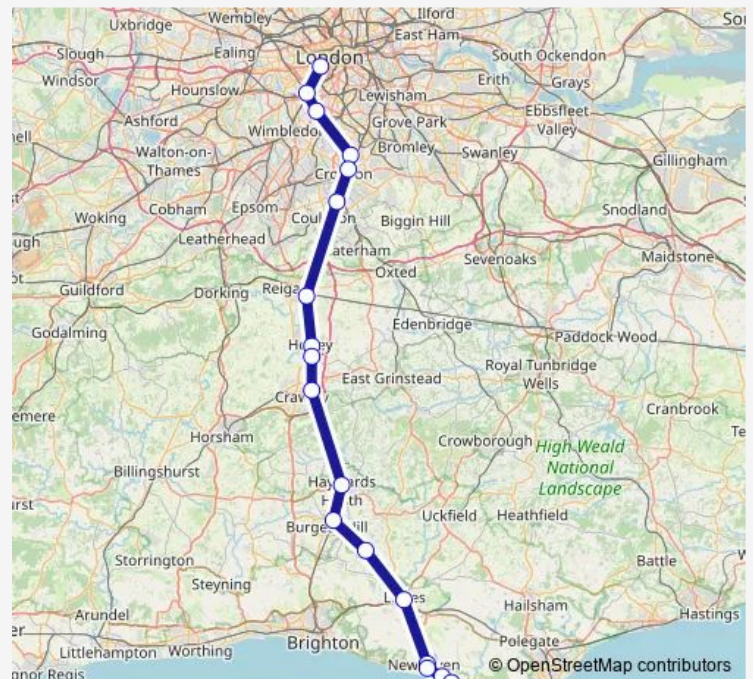 Uxbridge
Wembley
Ilford
East Ham
Slough
Ealing
London
South Ockendon
Windsor
Hounslow
Lewisham
Erith
Grays
Ashford
Grove Park
Ebbsfleet
Valley
Bromley
Swanley
Walton-on-
Thames
Gillingham
Cobham
Epsom
Biggin Hill
Snodland
Woking
Leatherhead
Oxted
Sevenoaks
Maidstone
Guildford
Dorking
Godalming
Edenbridge
Paddock Wood
East Grinstead
Royal Tunbridge
Wells
Cranbrook
Horsham
Crowborough
High Weald
National
Landscape
Billingshurst
Uckfield
Heathfield
Storrington
Steyning
Battle
Arundel
Hailsham
Hastings
Littlehampton
Worthing
Brighton
Polegate
© OpenStreetMap contributors